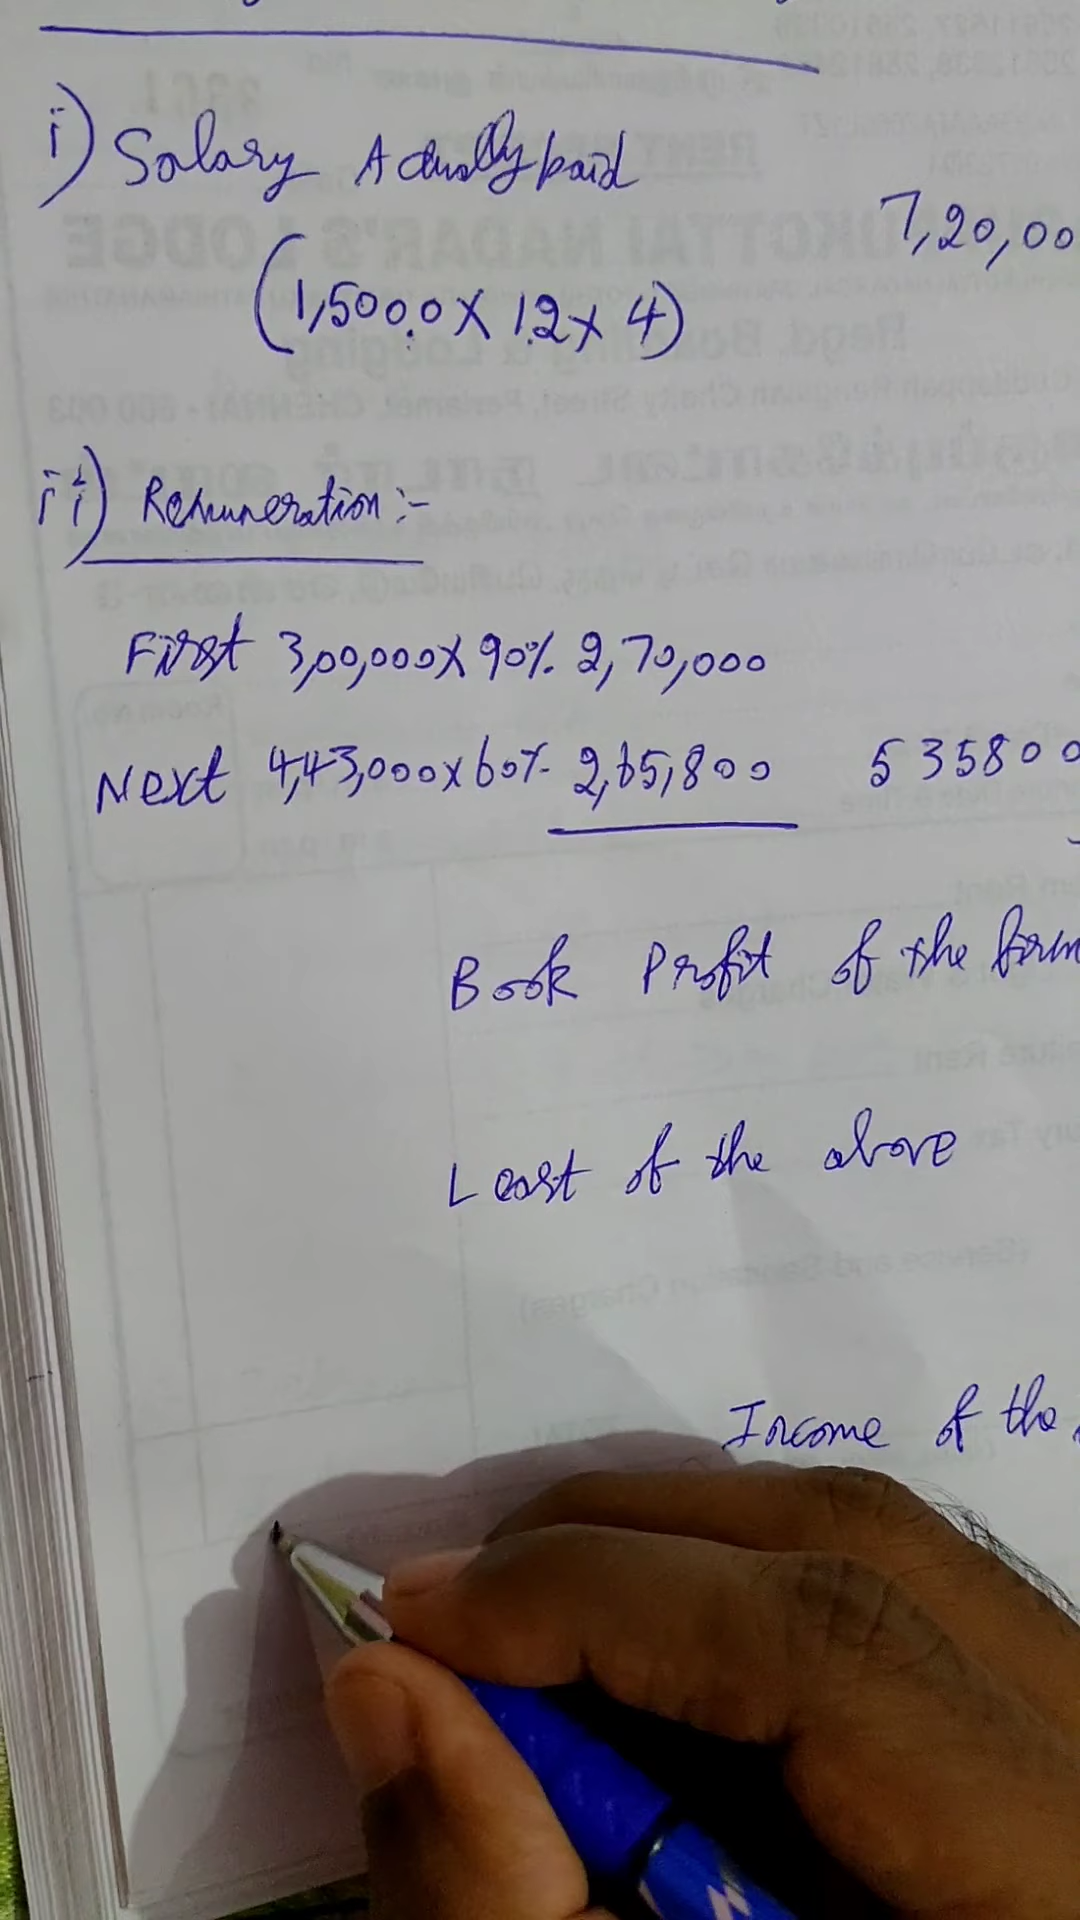 i) Salary Actually paid
7,20,00
(1,5000 x 12 x 4)
ii) Remuneration :-
First 3,00,000 x 90% 2,70,000
Next 4,43,000 x 60% 2,65,800 535800
Book Profit of the firm
Least of the above
Income of the